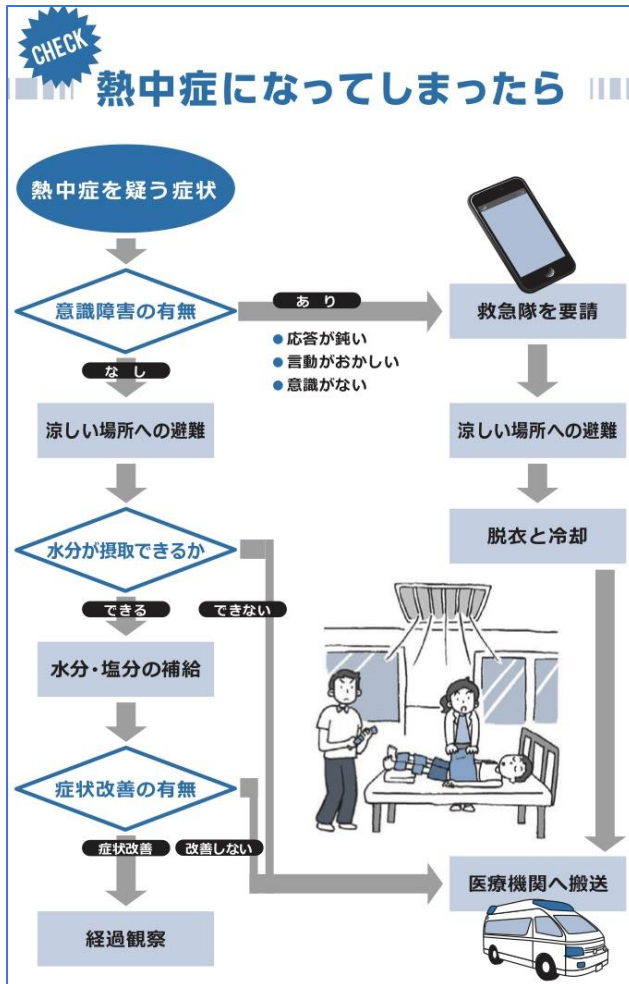 CHECK
熱中症になってしまったら
熱中症を疑う症状
意識障害の有無
あり
救急隊を要請
●応答が鈍い
●言動がおかしい
●意識がない
なし
涼しい場所への避難
涼しい場所への避難
水分が摂取できるか
脱衣と冷却
できる
できない
水分・塩分の補給
症状改善の有無
症状改善
改善しない
医療機関へ搬送
経過観察